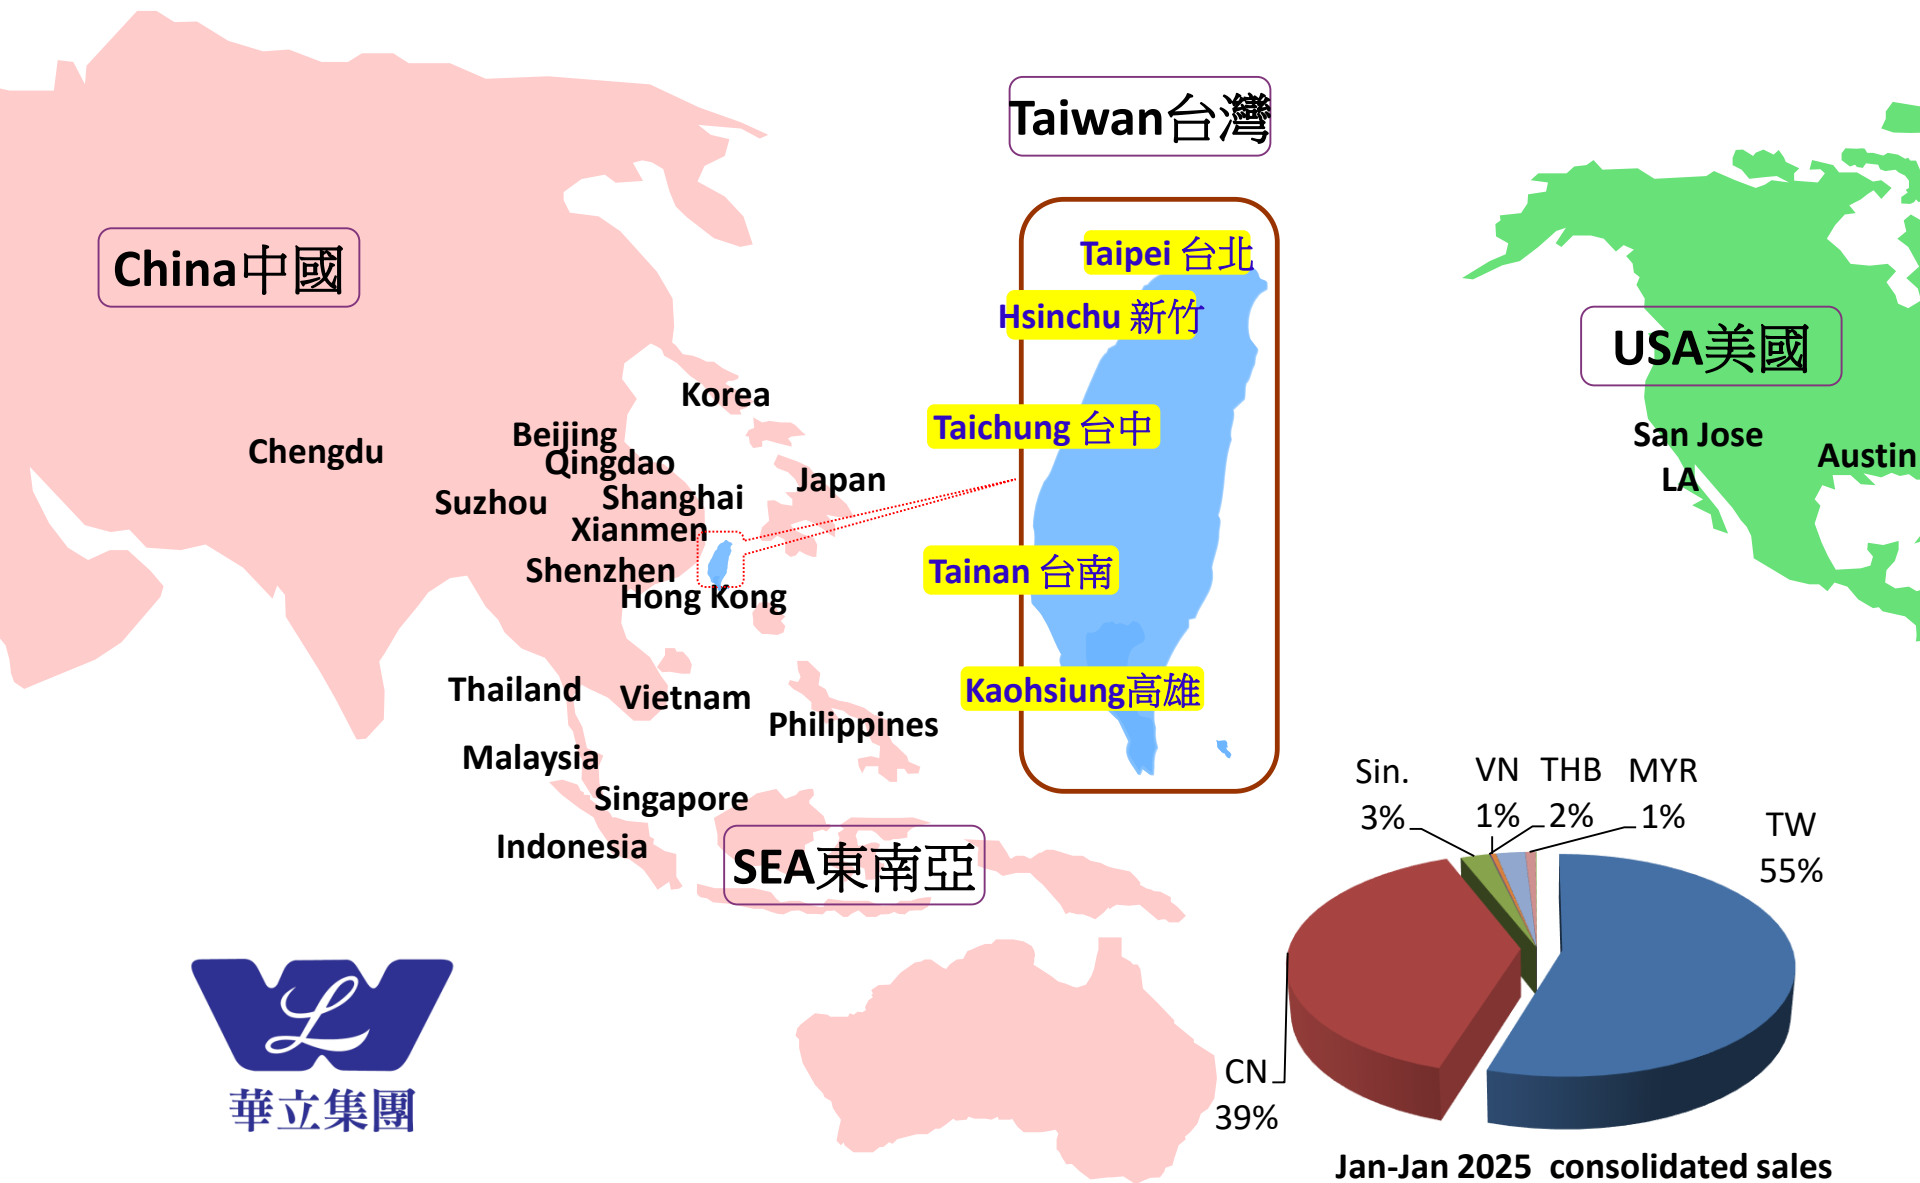 Taiwan台灣
China中國
Taipei 台北
Hsinchu 新竹
USA美國
Korea
Taichung 台中
Beijing
San Jose
Chengdu
Qingdao
Austin
Japan
LA
Suzhou
Shanghai
Xianmen
Shenzhen
Tainan 台南
Hong Kong
Thailand
Vietnam
Kaohsiung高雄
Philippines
Malaysia
Singapore
Indonesia
SEA東南亞
Sin.
3%
VN
1%
THB
2%
MYR
1%
TW
55%
CN
39%
L
華立集團
Jan-Jan 2025 consolidated sales